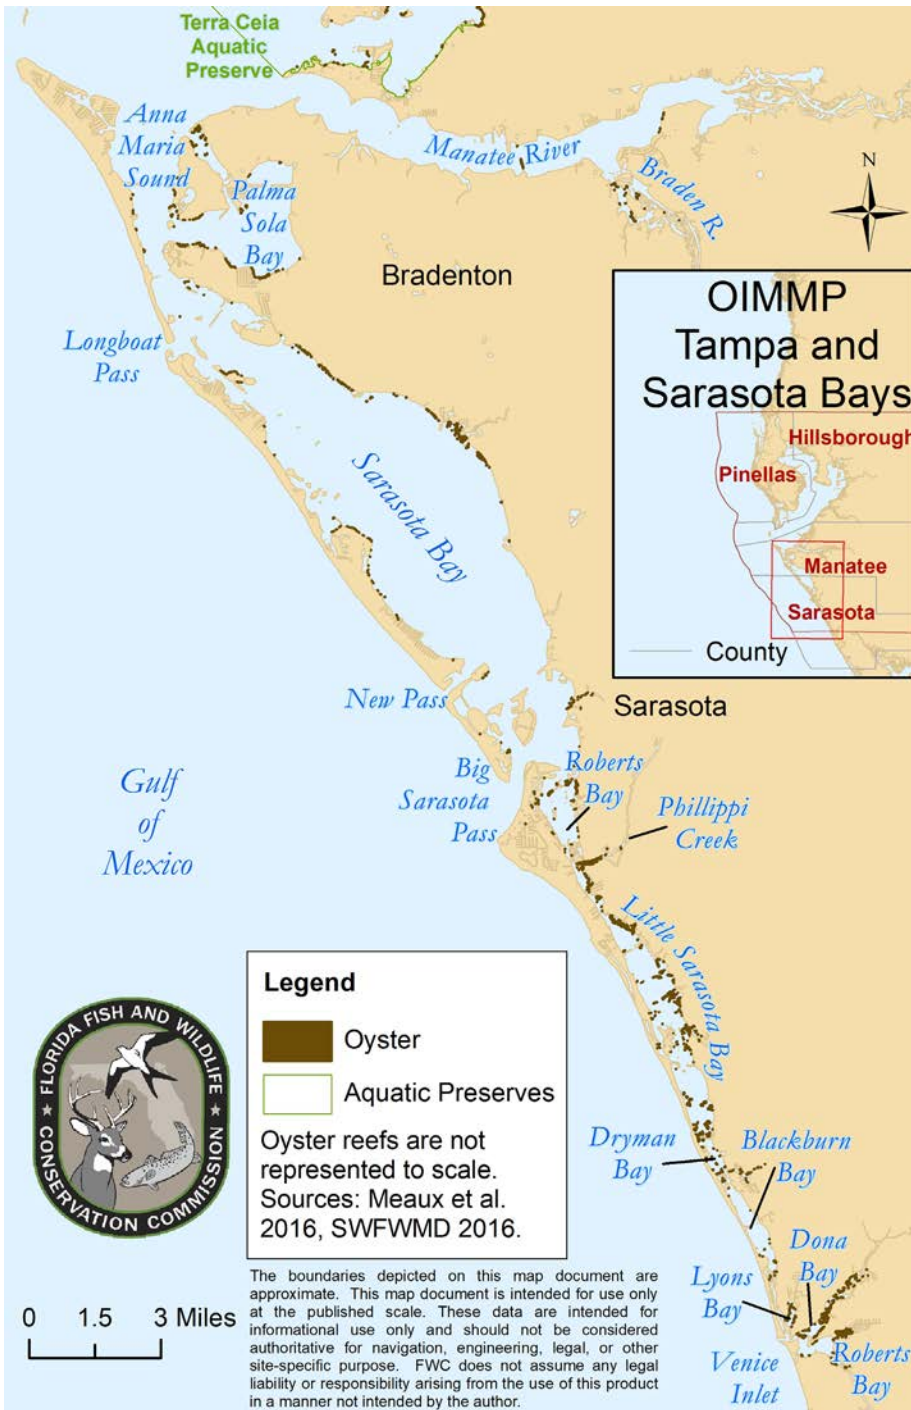 Terra Ceia
Aquatic
Preserve
Anna
Maria
Sound
Manatee River
Braden R.
Palma
Sola
Bay
N
Bradenton
Longboat
Pass
OIMMP
Tampa and
Sarasota Bays
Hillsborough
Pinellas
Manatee
Sarasota
County
Sarasota Bay
New Pass
Sarasota
Big
Sarasota
Pass
Roberts
Bay
Gulf
of
Mexico
Phillippi
Creek
Little Sarasota Bay
Legend
Oyster
Aquatic Preserves
Oyster reefs are not
represented to scale.
Sources: Meaux et al.
2016, SWFWMD 2016.
FLORIDA FISH AND WILDLIFE
CONSERVATION COMMISSION
Dryman
Bay
Blackburn
Bay
Dona
Bay
Lyons
Bay
Roberts
Bay
Venice
Inlet
0 1.5 3 Miles
The boundaries depicted on this map document are
approximate. This map document is intended for use only
at the published scale. These data are intended for
informational use only and should not be considered
authoritative for navigation, engineering, legal, or other
site-specific purpose. FWC does not assume any legal
liability or responsibility arising from the use of this product
in a manner not intended by the author.